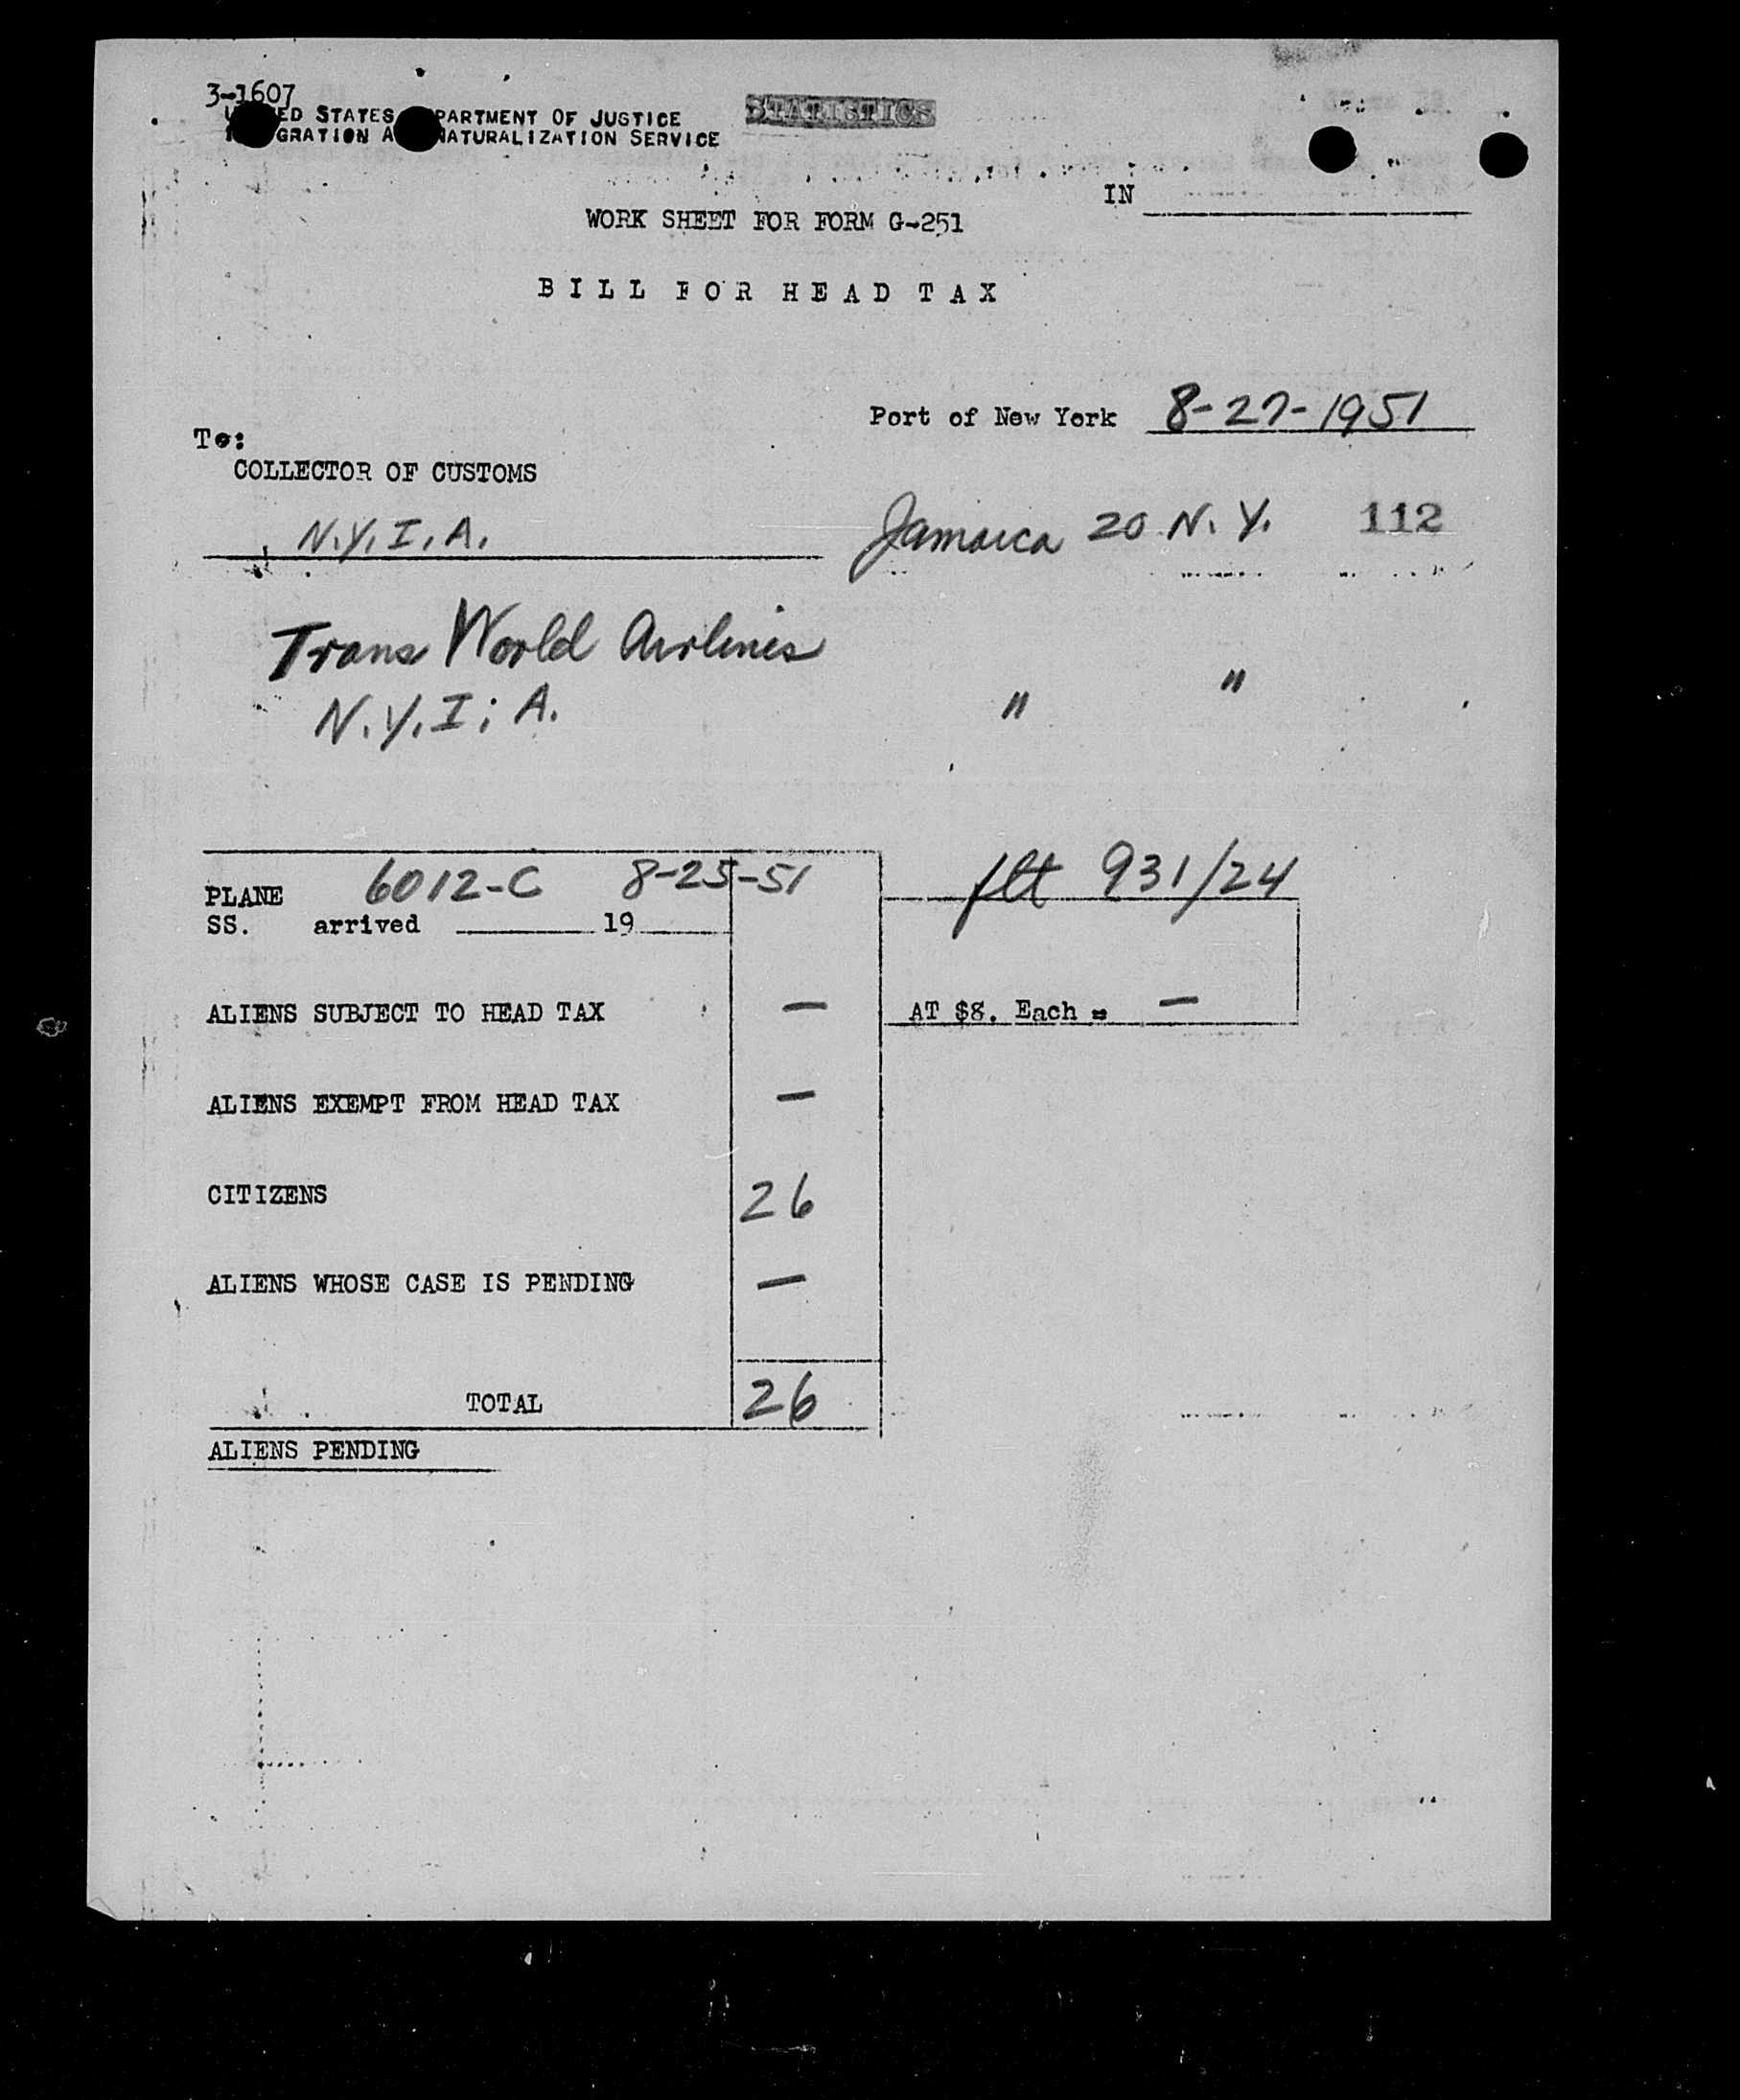 3-1607
UNITED STATES DEPARTMENT OF JUSTICE
IMMIGRATION AND NATURALIZATION SERVICE
STATISTICS
IN
WORK SHEET FOR FORM G-251
BILL FOR HEAD TAX
Port of New York 8-27-1951
To:
COLLECTOR OF CUSTOMS
N.Y.I.A. Jamaica 20 N.Y. 112
Trans World Airlines
N.Y.I.A. " "
PLANE 6012-C 8-25-51 flt 931/24
SS. arrived 19
ALIENS SUBJECT TO HEAD TAX — AT $8. Each = —
ALIENS EXEMPT FROM HEAD TAX —
CITIZENS 26
ALIENS WHOSE CASE IS PENDING —
TOTAL 26
ALIENS PENDING